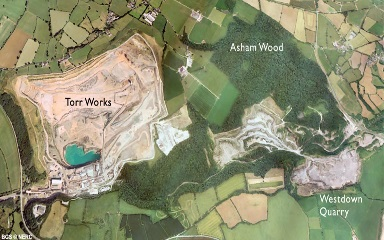 Asham Wood
Torr Works
Westdown
Quarry
BGS © NERC